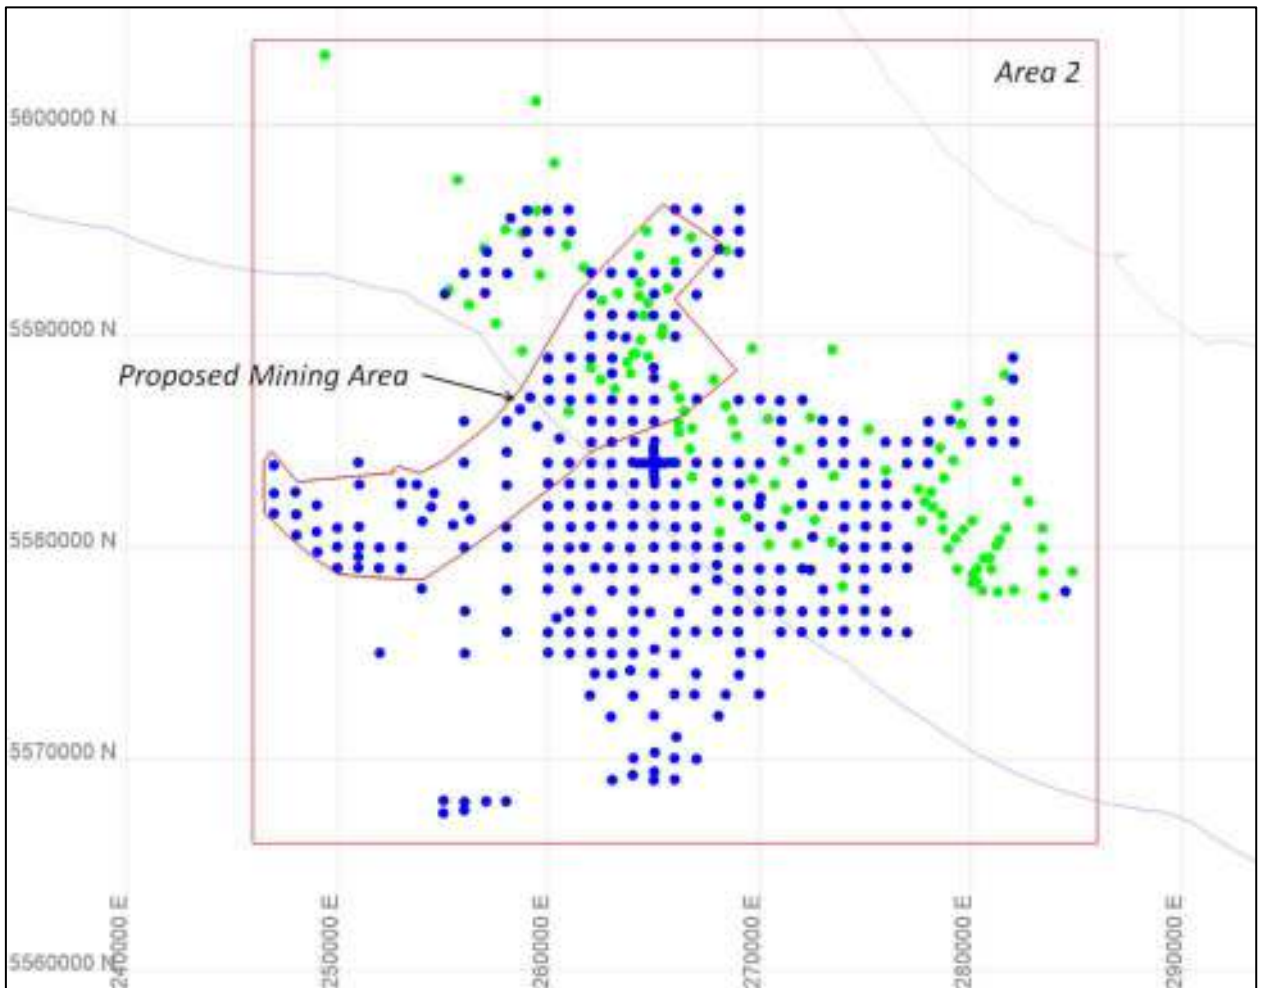 Area 2
5600000 N
5590000 N
Proposed Mining Area
5580000 N
5570000 N
5560000 N
240000 E
250000 E
260000 E
270000 E
280000 E
290000 E